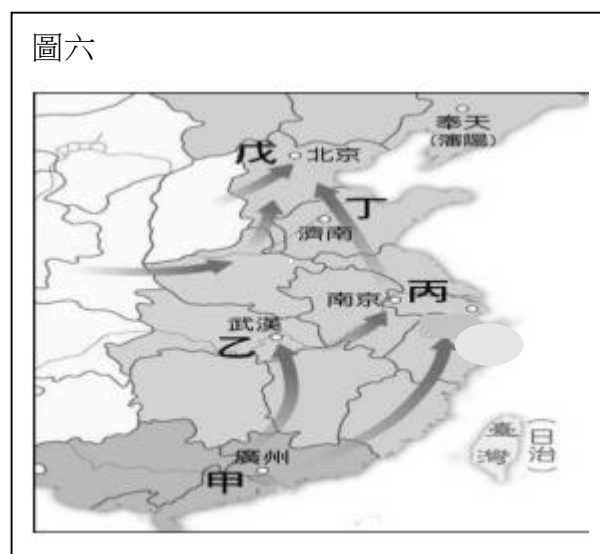 圖六
奉天
(瀋陽)
戊
北京
丁
濟南
南京
丙
武漢
乙
廣州
甲
臺灣
(日治)